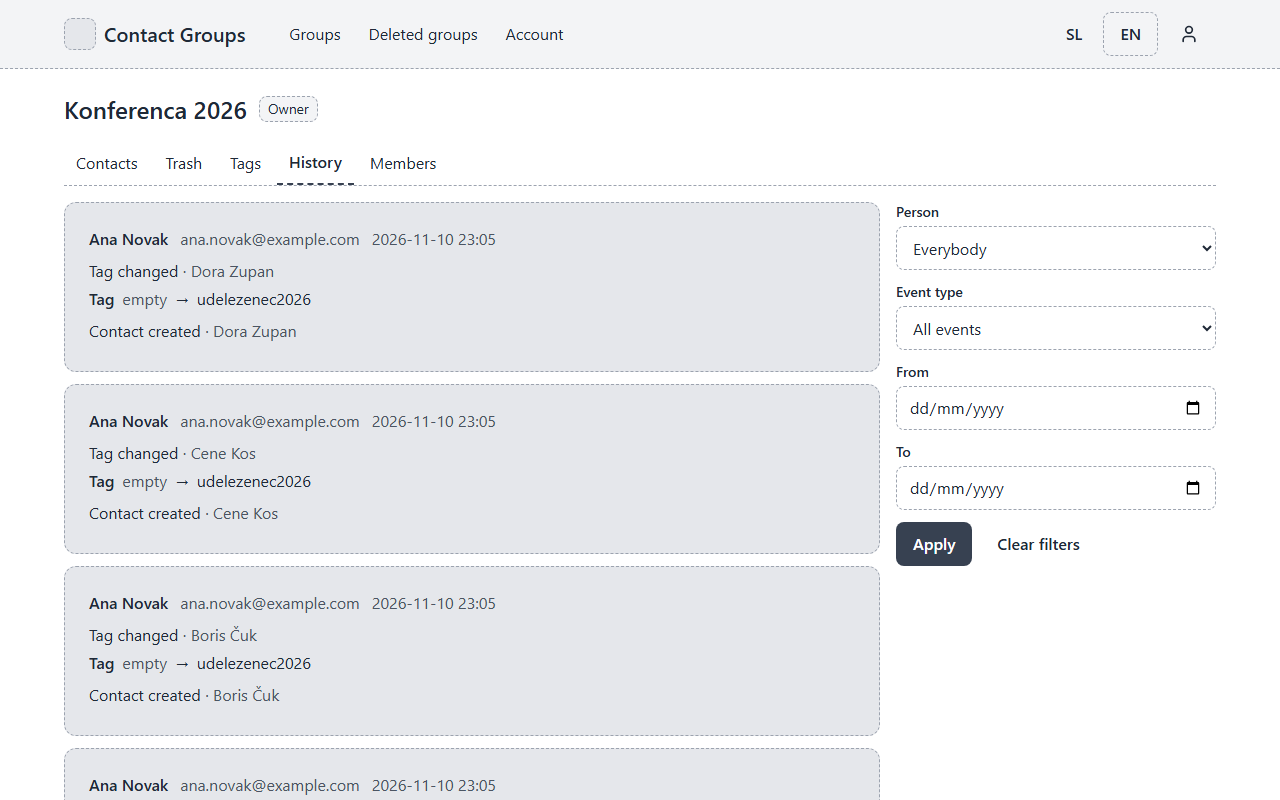 Contact Groups Groups Deleted groups Account SL EN
Konferenca 2026 Owner
Contacts Trash Tags History Members
Ana Novak ana.novak@example.com 2026-11-10 23:05
Tag changed · Dora Zupan
Tag empty → udelezenec2026
Contact created · Dora Zupan
Ana Novak ana.novak@example.com 2026-11-10 23:05
Tag changed · Cene Kos
Tag empty → udelezenec2026
Contact created · Cene Kos
Ana Novak ana.novak@example.com 2026-11-10 23:05
Tag changed · Boris Čuk
Tag empty → udelezenec2026
Contact created · Boris Čuk
Ana Novak ana.novak@example.com 2026-11-10 23:05
Person
Everybody
Event type
All events
From
dd/mm/yyyy
To
dd/mm/yyyy
Apply Clear filters